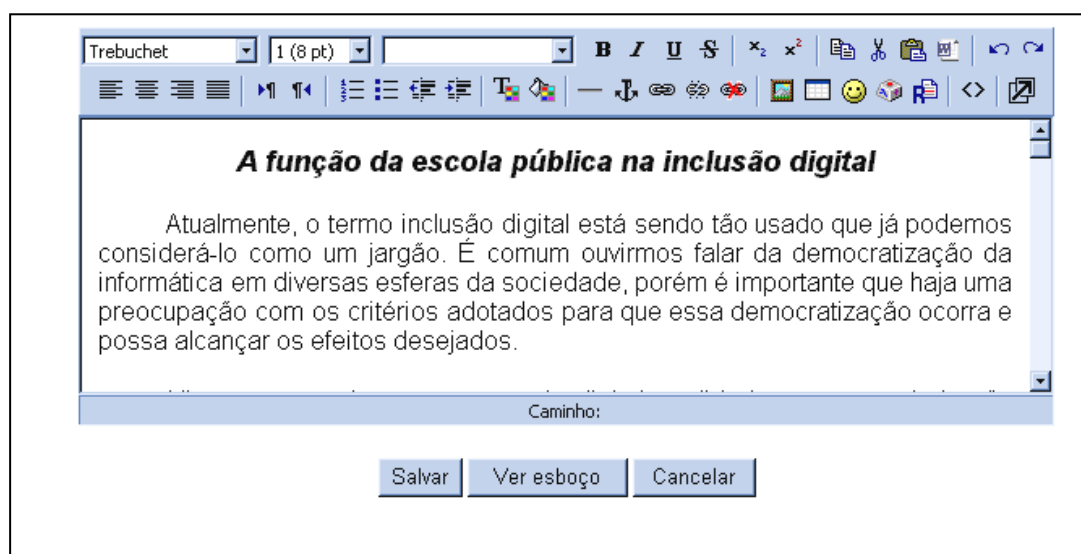 Trebuchet 1 (8 pt) B I U S x₂ x²
A função da escola pública na inclusão digital
Atualmente, o termo inclusão digital está sendo tão usado que já podemos
considerá-lo como um jargão. É comum ouvirmos falar da democratização da
informática em diversas esferas da sociedade, porém é importante que haja uma
preocupação com os critérios adotados para que essa democratização ocorra e
possa alcançar os efeitos desejados.
Caminho:
Salvar Ver esboço Cancelar